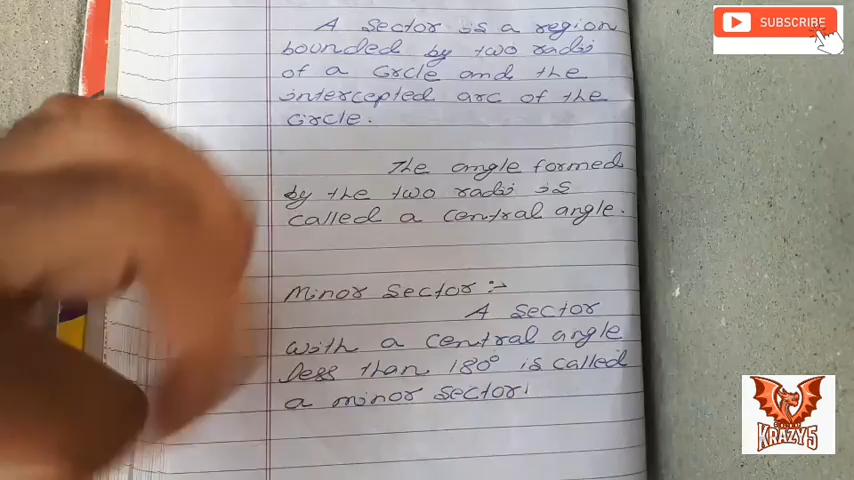 A Sector is a region
bounded by two radii
of a Circle and the
intercepted arc of the
Circle.
The angle formed
by the two radii is
called a Central angle.
Minor Sector :-
A Sector
with a Central angle
less than 180° is called
a minor sector.
SUBSCRIBE
KRAZY5